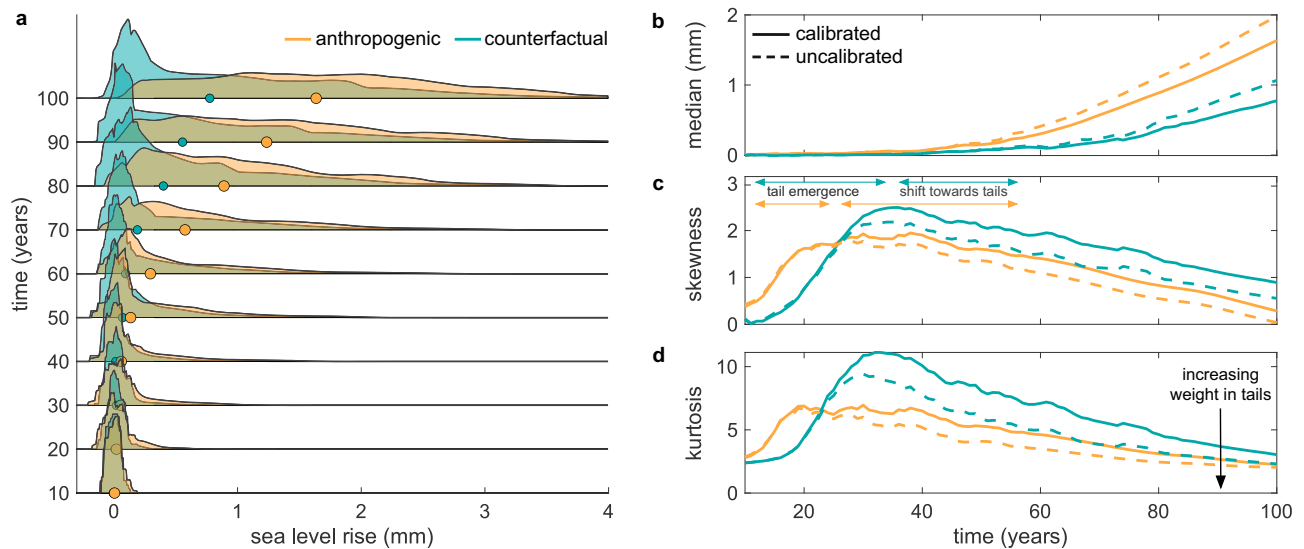 a
anthropogenic
counterfactual
time (years)
100
90
80
70
60
50
40
30
20
10
0
1
2
3
4
sea level rise (mm)
b
calibrated
uncalibrated
median (mm)
2
1
0
c
tail emergence
shift towards tails
skewness
3
2
1
0
d
increasing
weight in tails
kurtosis
10
5
0
20
40
60
80
100
time (years)